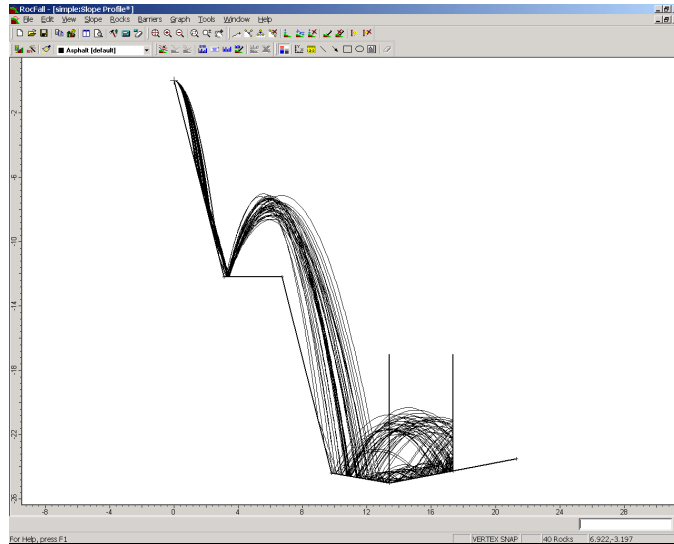 RocFall - [simple:Slope Profile*]
File Edit View Slope Rocks Barriers Graph Tools Window Help
Asphalt [default]
-2
-6
-10
-14
-18
-22
-26
-8 -4 0 4 8 12 16 20 24 28
For Help, press F1 VERTEX SNAP 40 Rocks 6.922,-3.197